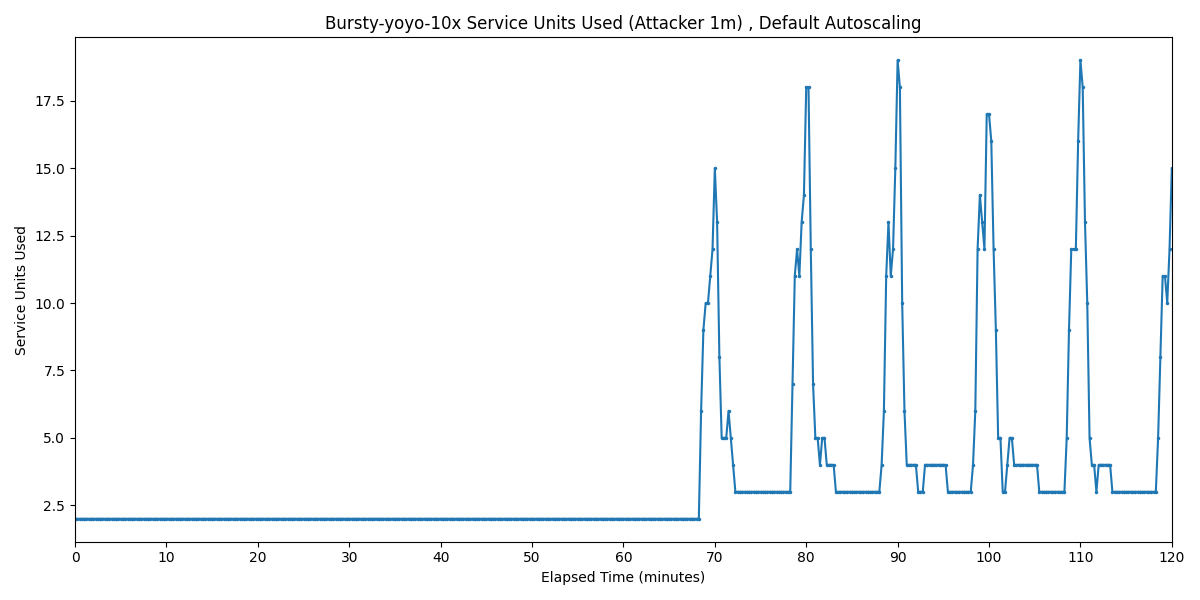 Bursty-yoyo-10x Service Units Used (Attacker 1m) , Default Autoscaling
Service Units Used
17.5
15.0
12.5
10.0
7.5
5.0
2.5
0 10 20 30 40 50 60 70 80 90 100 110 120
Elapsed Time (minutes)